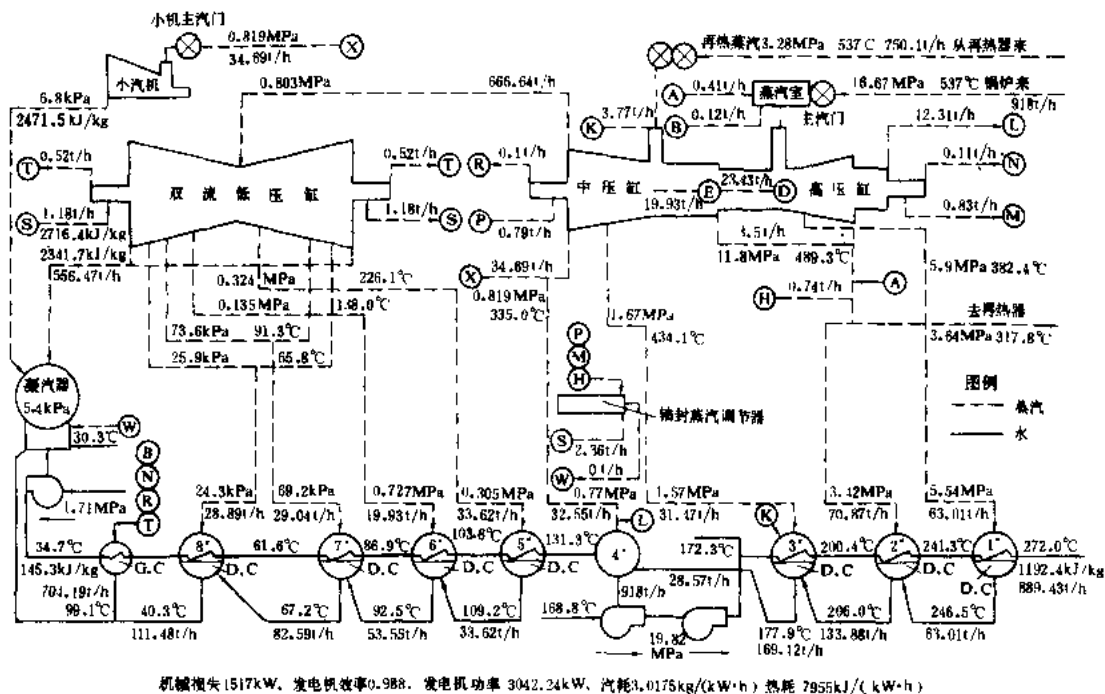 小机主汽门
0.819MPa
34.69t/h
X
再热蒸汽3.28MPa 537℃ 750.1t/h 从再热器来
小汽机
0.803MPa
666.64t/h
A
0.41t/h
蒸汽室
16.67MPa 537℃ 锅炉来
918t/h
主汽门
6.8kPa
2471.5kJ/kg
K
3.77t/h
B
0.12t/h
12.31t/h
L
T
0.52t/h
0.52t/h
T
R
0.1t/h
0.11t/h
N
双流低压缸
中压缸
E
23.43t/h
D
高压缸
19.93t/h
S
1.18t/h
1.18t/h
S
P
0.79t/h
0.83t/h
M
2716.4kJ/kg
2341.7kJ/kg
556.47t/h
11.8MPa
489.3℃
5.9MPa
382.4℃
0.324MPa
226.1℃
X
34.69t/h
0.819MPa
335.0℃
H
0.74t/h
A
0.135MPa
138.0℃
73.6kPa
91.3℃
25.9kPa
65.8℃
1.67MPa
434.1℃
去再热器
3.64MPa
317.8℃
凝汽器
5.4kPa
P
M
H
轴封蒸汽调节器
图例
蒸汽
水
30.3℃
W
S
2.36t/h
W
0t/h
B
N
R
T
1.71MPa
24.3kPa
28.89t/h
69.2kPa
29.04t/h
0.727MPa
19.93t/h
0.305MPa
33.62t/h
0.77MPa
32.55t/h
L
1.57MPa
31.47t/h
3.42MPa
70.87t/h
5.54MPa
63.01t/h
34.7℃
G.C
8#
61.6℃
7#
86.9℃
6#
103.8℃
5#
131.9℃
4#
172.3℃
K
3#
200.4℃
2#
241.3℃
1#
272.0℃
145.3kJ/kg
D.C
D.C
D.C
D.C
D.C
D.C
D.C
1192.4kJ/kg
889.43t/h
704.19t/h
99.1℃
28.57t/h
918t/h
168.8℃
40.3℃
111.48t/h
67.2℃
82.59t/h
92.5℃
53.55t/h
109.2℃
33.62t/h
19.82
MPa
177.9℃
169.12t/h
206.0℃
133.88t/h
246.5℃
63.01t/h
机械损失1517kW、发电机效率0.988、发电机功率 3042.24kW、汽耗3.0175kg/(kW·h) 热耗 7955kJ/(kW·h)